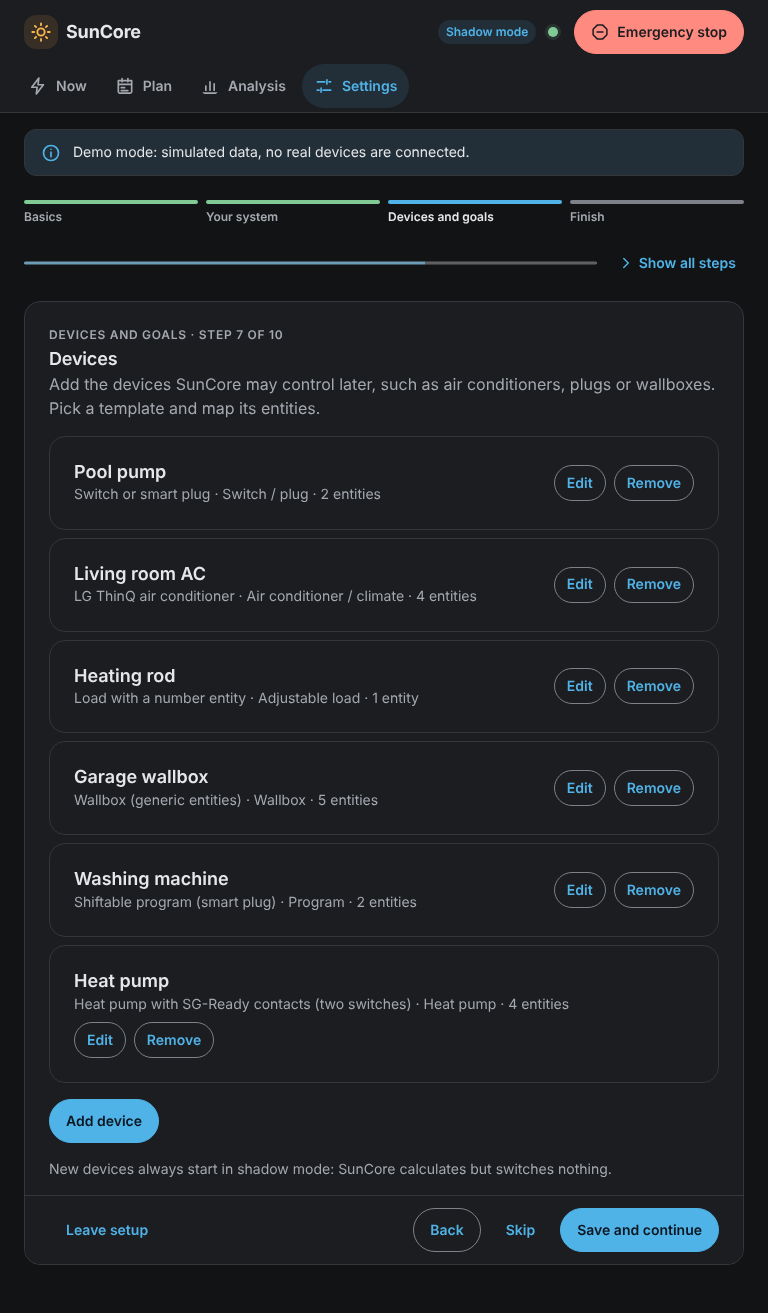 SunCore
Shadow mode
Emergency stop
Now
Plan
Analysis
Settings
Demo mode: simulated data, no real devices are connected.
Basics
Your system
Devices and goals
Finish
Show all steps
DEVICES AND GOALS · STEP 7 OF 10
Devices
Add the devices SunCore may control later, such as air conditioners, plugs or wallboxes.
Pick a template and map its entities.
Pool pump
Switch or smart plug · Switch / plug · 2 entities
Edit
Remove
Living room AC
LG ThinQ air conditioner · Air conditioner / climate · 4 entities
Edit
Remove
Heating rod
Load with a number entity · Adjustable load · 1 entity
Edit
Remove
Garage wallbox
Wallbox (generic entities) · Wallbox · 5 entities
Edit
Remove
Washing machine
Shiftable program (smart plug) · Program · 2 entities
Edit
Remove
Heat pump
Heat pump with SG-Ready contacts (two switches) · Heat pump · 4 entities
Edit
Remove
Add device
New devices always start in shadow mode: SunCore calculates but switches nothing.
Leave setup
Back
Skip
Save and continue